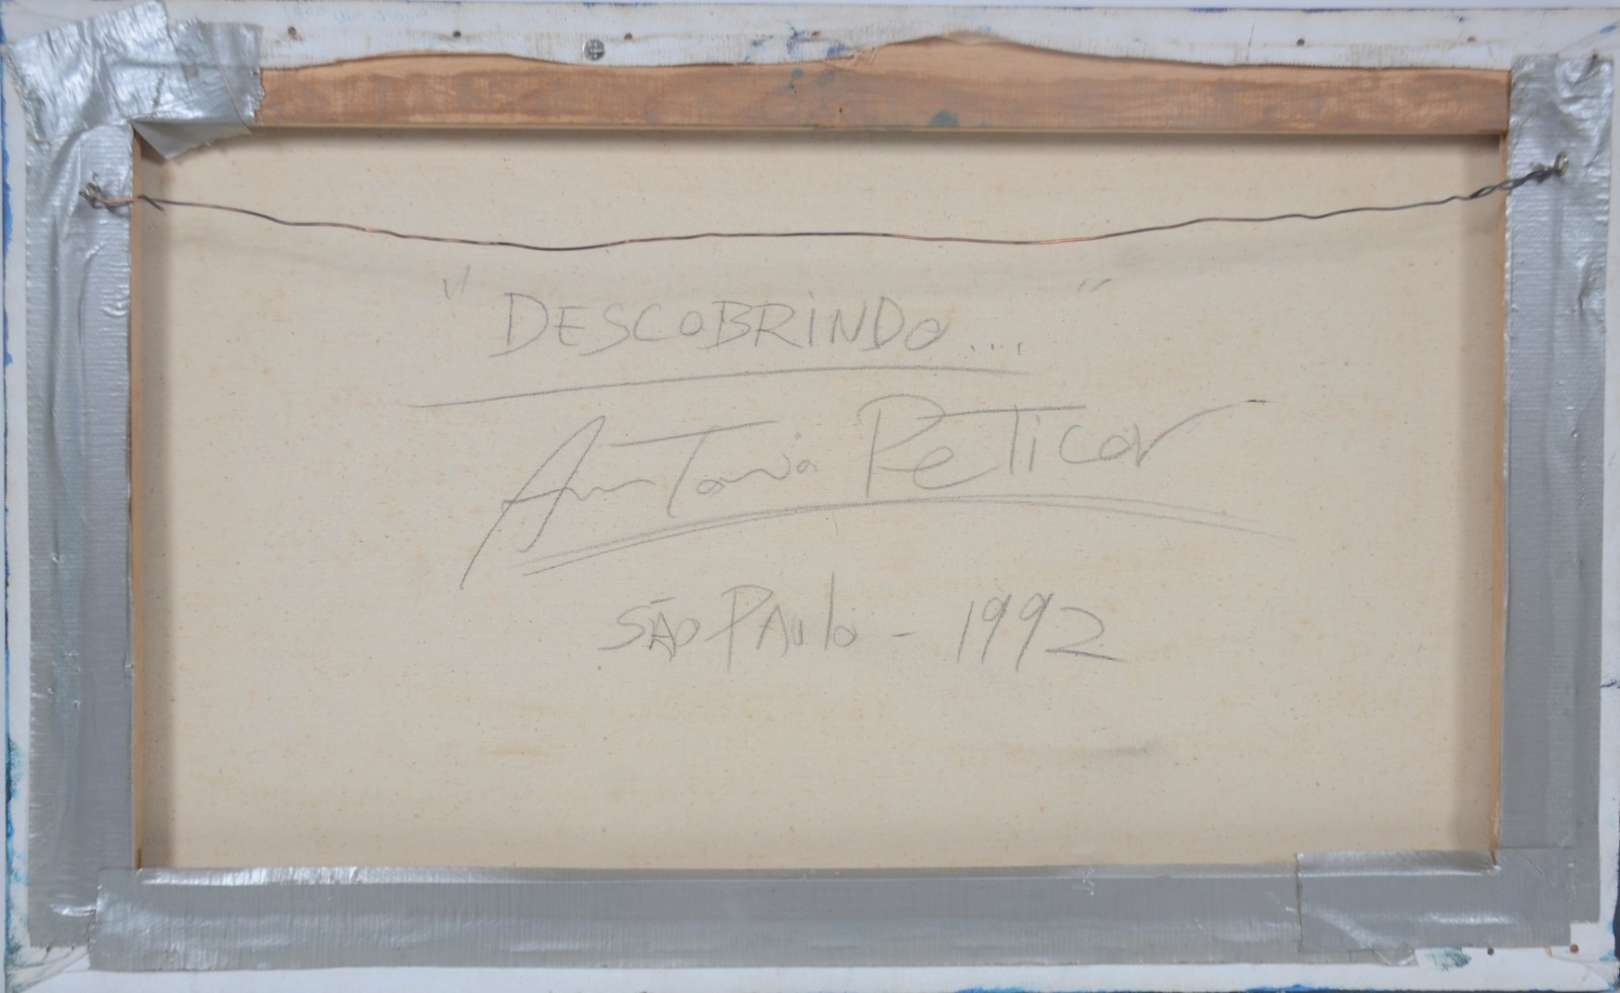 "DESCOBRINDO..."
Antonio Peticov
SÃO PAulo - 1992